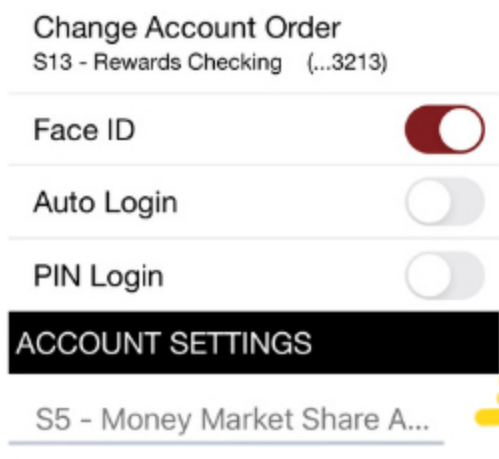 Change Account Order
S13 - Rewards Checking (...3213)
Face ID
Auto Login
PIN Login
ACCOUNT SETTINGS
S5 - Money Market Share A...